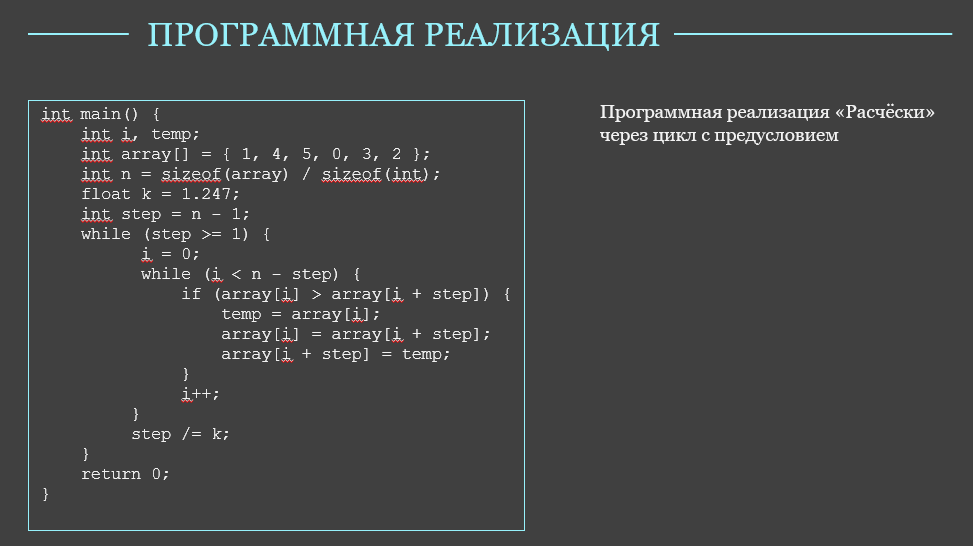 ПРОГРАММНАЯ РЕАЛИЗАЦИЯ
int main() {
    int i, temp;
    int array[] = { 1, 4, 5, 0, 3, 2 };
    int n = sizeof(array) / sizeof(int);
    float k = 1.247;
    int step = n - 1;
    while (step >= 1) {
          i = 0;
          while (i < n - step) {
              if (array[i] > array[i + step]) {
                  temp = array[i];
                  array[i] = array[i + step];
                  array[i + step] = temp;
              }
              i++;
         }
         step /= k;
    }
    return 0;
}
Программная реализация «Расчёски»
через цикл с предусловием